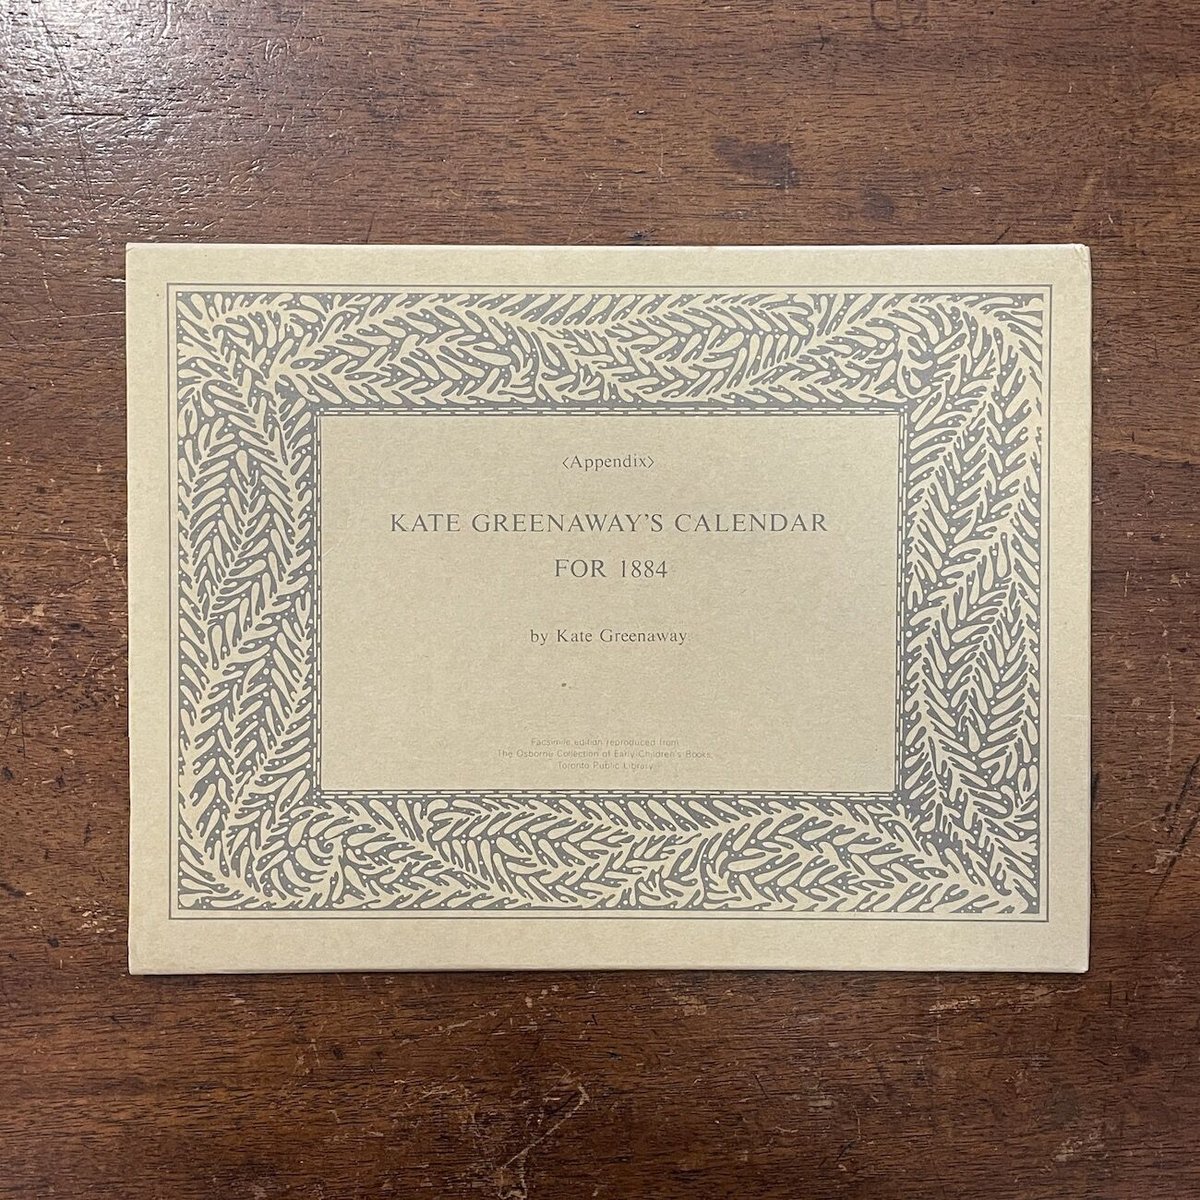 〈Appendix〉
KATE GREENAWAY'S CALENDAR
FOR 1884
by Kate Greenaway
Facsimile edition reproduced from
The Osborne Collection of Early Children's Books,
Toronto Public Library